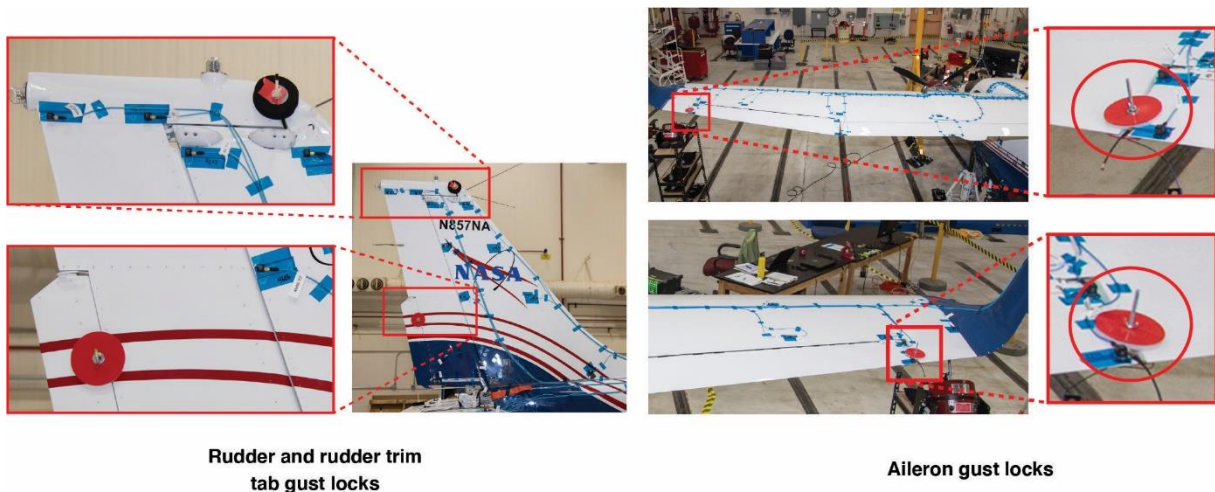 N857NA
NASA
Rudder and rudder trim
tab gust locks
Aileron gust locks